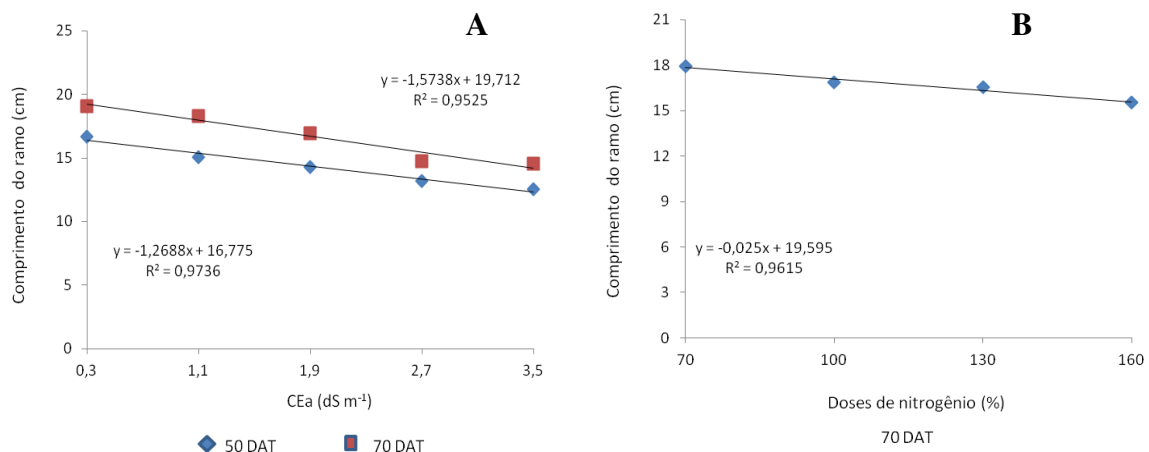 A
Comprimento do ramo (cm)
25
20
15
10
5
0
y = -1,5738x + 19,712
R² = 0,9525
y = -1,2688x + 16,775
R² = 0,9736
0,3 1,1 1,9 2,7 3,5
CEa (dS m⁻¹)
50 DAT 70 DAT
B
Comprimento do ramo (cm)
21
18
15
12
9
6
3
0
y = -0,025x + 19,595
R² = 0,9615
70 100 130 160
Doses de nitrogênio (%)
70 DAT